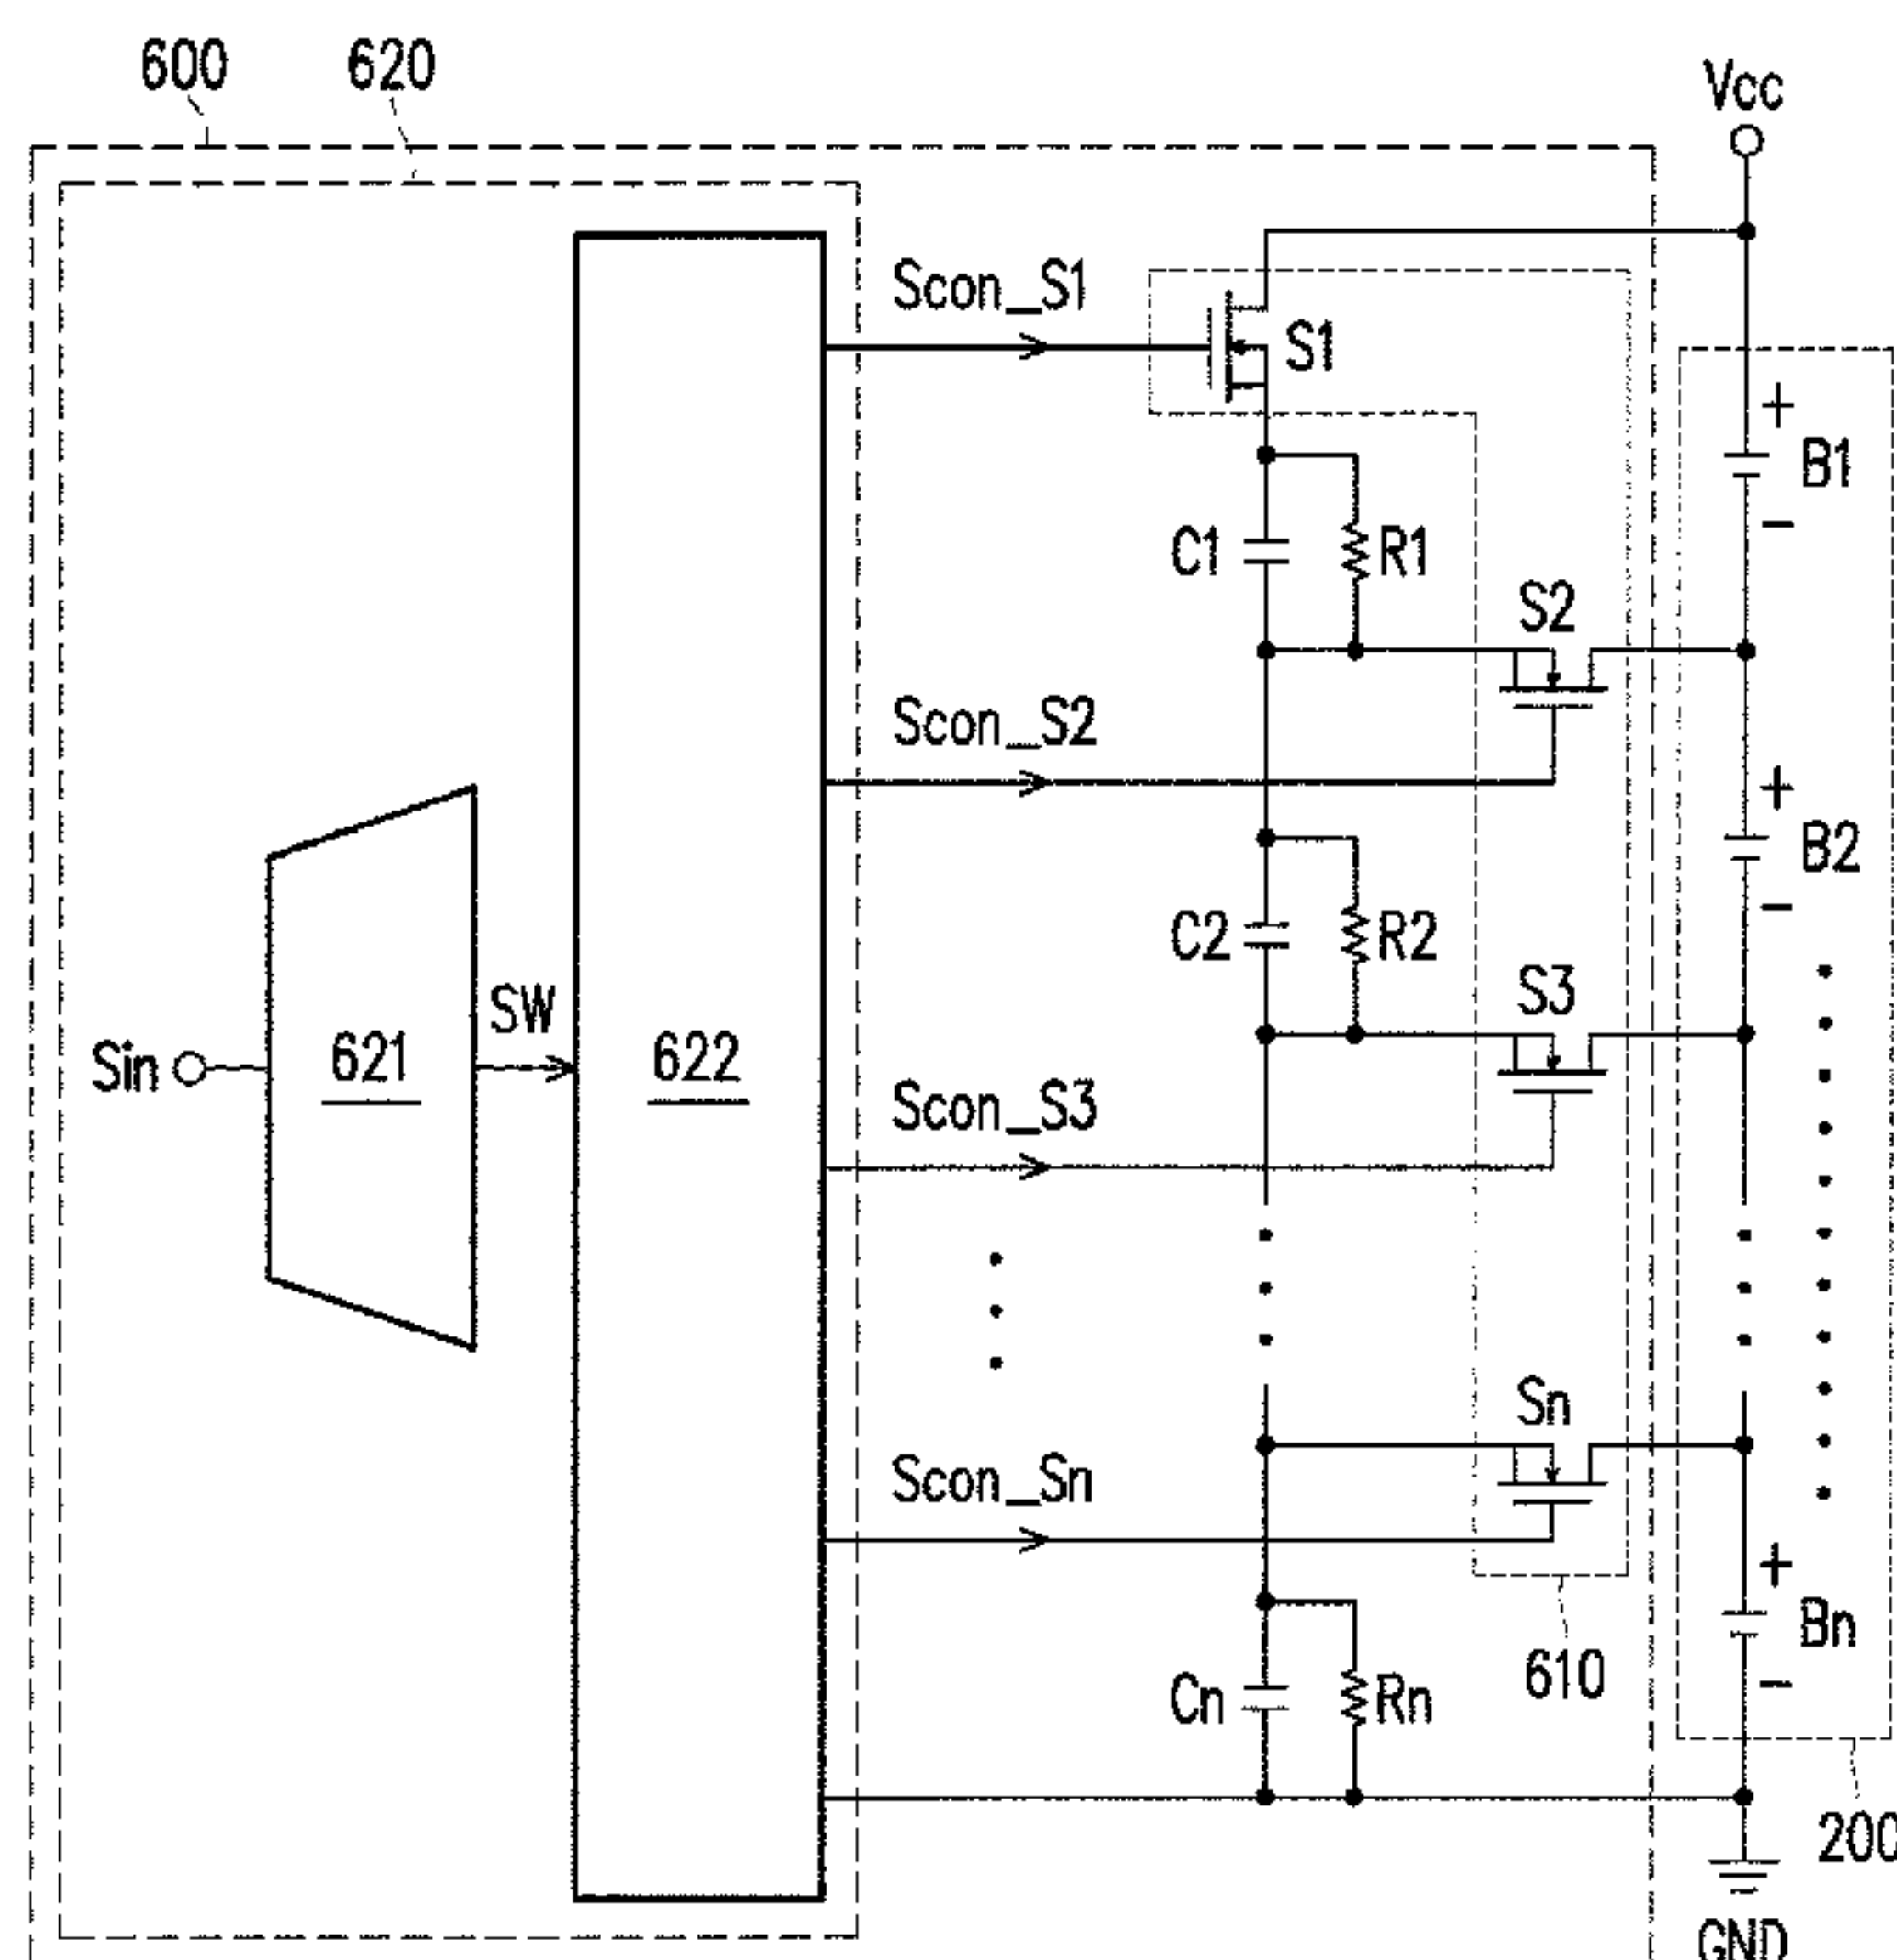 600
620
Vcc
Scon_S1
S1
+
B1
−
C1
R1
S2
Scon_S2
+
B2
−
C2
R2
S3
SW
Sin
621
622
Scon_S3
Sn
Scon_Sn
+
Bn
−
610
Cn
Rn
200
GND